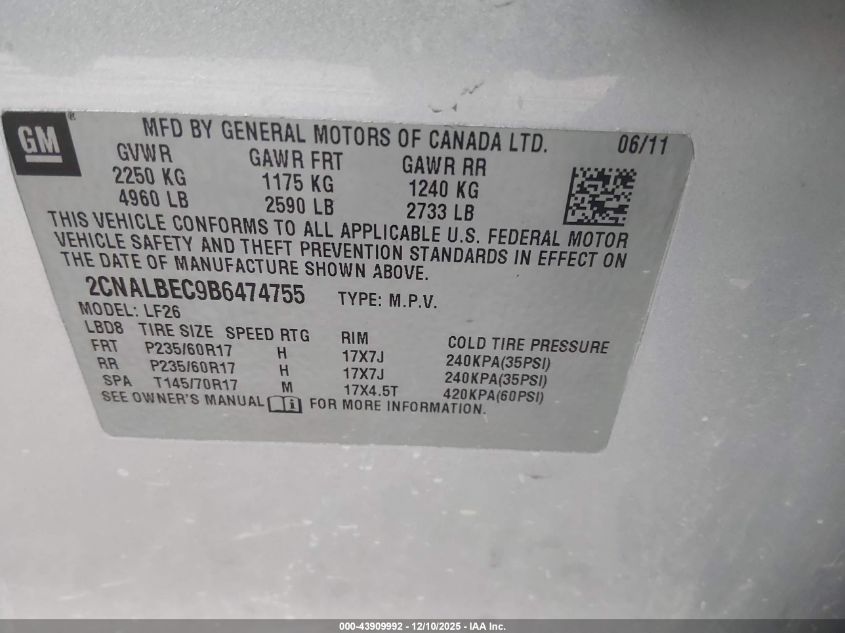 GM®
MFD BY GENERAL MOTORS OF CANADA LTD. 06/11
GVWR GAWR FRT GAWR RR
2250 KG 1175 KG 1240 KG
4960 LB 2590 LB 2733 LB
THIS VEHICLE CONFORMS TO ALL APPLICABLE U.S. FEDERAL MOTOR
VEHICLE SAFETY AND THEFT PREVENTION STANDARDS IN EFFECT ON
THE DATE OF MANUFACTURE SHOWN ABOVE.
2CNALBEC9B6474755 TYPE: M.P.V.
MODEL: LF26
LBD8 TIRE SIZE SPEED RTG RIM COLD TIRE PRESSURE
FRT P235/60R17 H 17X7J 240KPA(35PSI)
RR P235/60R17 H 17X7J 240KPA(35PSI)
SPA T145/70R17 M 17X4.5T 420KPA(60PSI)
SEE OWNER'S MANUAL FOR MORE INFORMATION.
000-43909992 - 12/10/2025 - IAA Inc.